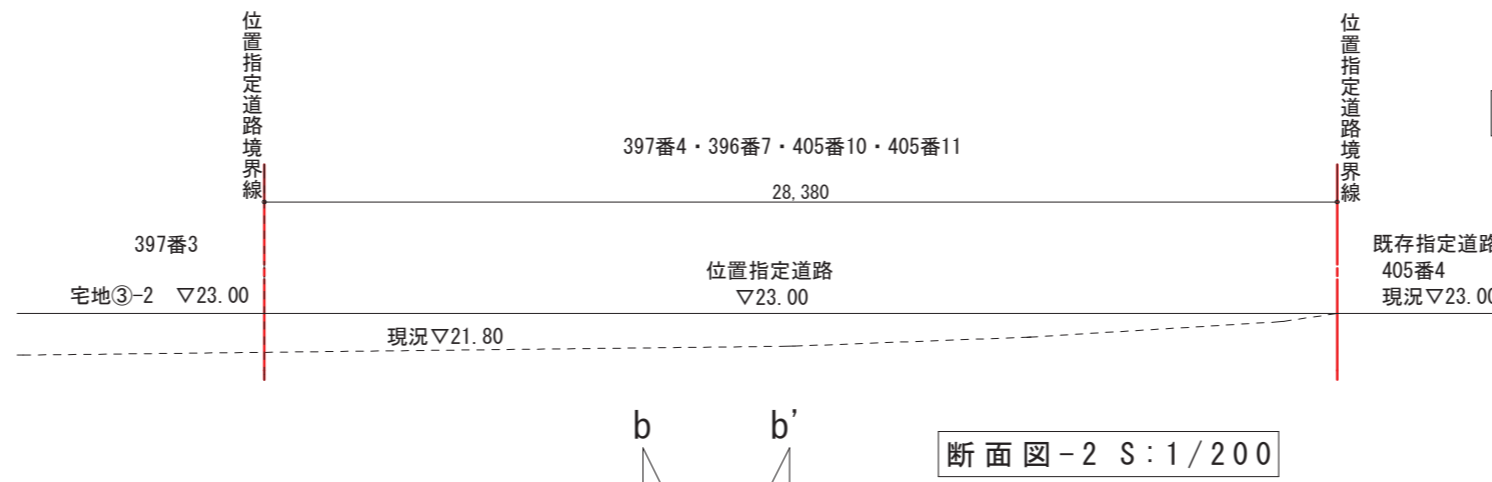 位置指定道路境界線
位置指定道路境界線
397番4・396番7・405番10・405番11
28,380
397番3
既存指定道路
位置指定道路
405番4
宅地③-2 ▽23.00
▽23.00
現況▽23.00
現況▽21.80
b
b'
断面図-2 S:1/200